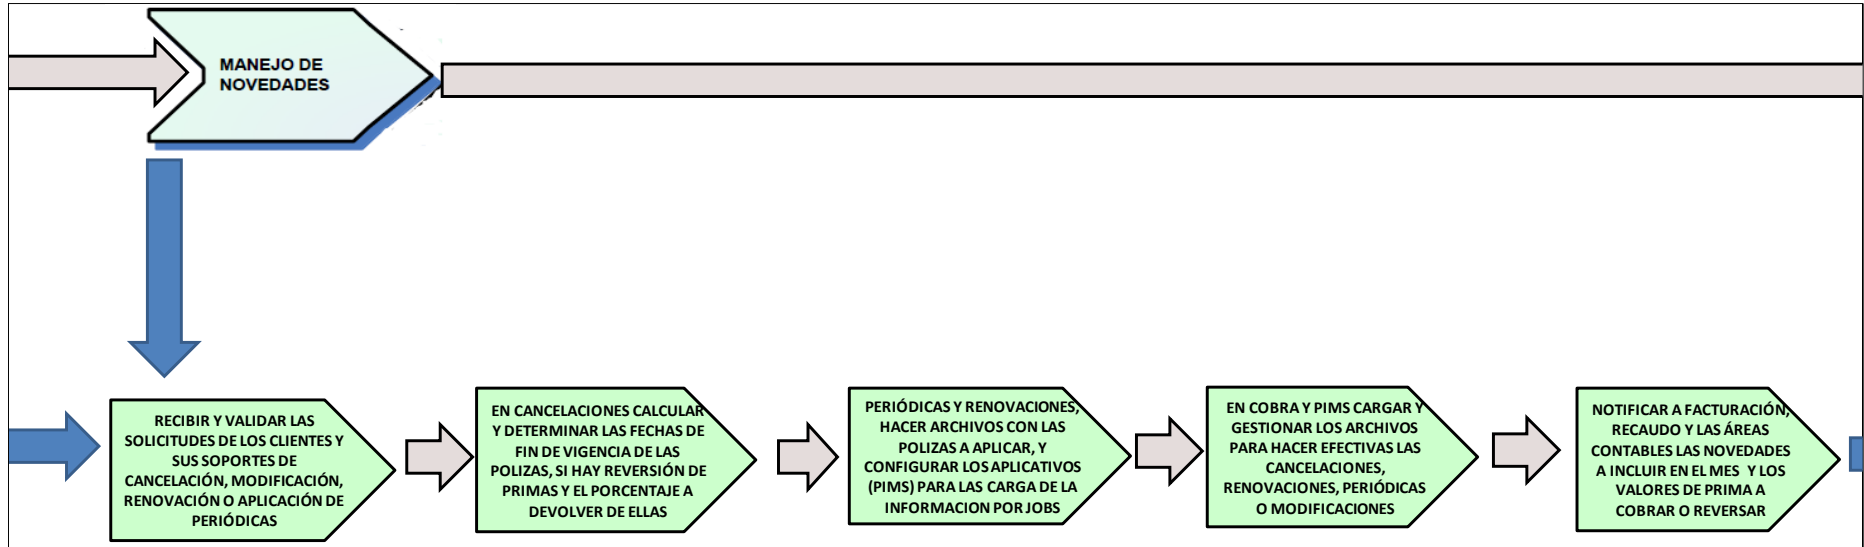 MANEJO DE
NOVEDADES
RECIBIR Y VALIDAR LAS
SOLICITUDES DE LOS CLIENTES Y
SUS SOPORTES DE
CANCELACIÓN, MODIFICACIÓN,
RENOVACIÓN O APLICACIÓN DE
PERIÓDICAS
EN CANCELACIONES CALCULAR
Y DETERMINAR LAS FECHAS DE
FIN DE VIGENCIA DE LAS
POLIZAS, SI HAY REVERSIÓN DE
PRIMAS Y EL PORCENTAJE A
DEVOLVER DE ELLAS
PERIÓDICAS Y RENOVACIONES,
HACER ARCHIVOS CON LAS
POLIZAS A APLICAR, Y
CONFIGURAR LOS APLICATIVOS
(PIMS) PARA LAS CARGA DE LA
INFORMACION POR JOBS
EN COBRA Y PIMS CARGAR Y
GESTIONAR LOS ARCHIVOS
PARA HACER EFECTIVAS LAS
CANCELACIONES,
RENOVACIONES, PERIÓDICAS
O MODIFICACIONES
NOTIFICAR A FACTURACIÓN,
RECAUDO Y LAS ÁREAS
CONTABLES LAS NOVEDADES
A INCLUIR EN EL MES Y LOS
VALORES DE PRIMA A
COBRAR O REVERSAR